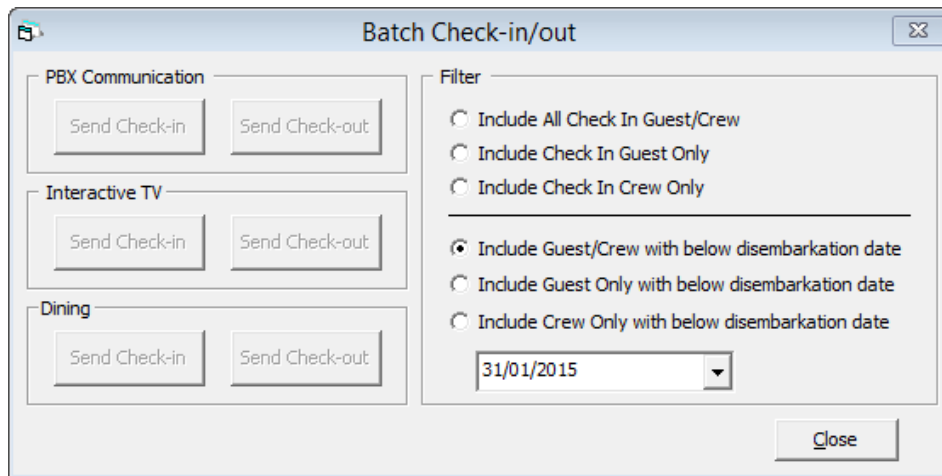 Batch Check-in/out
PBX Communication
Send Check-in
Send Check-out
Interactive TV
Send Check-in
Send Check-out
Dining
Send Check-in
Send Check-out
Filter
Include All Check In Guest/Crew
Include Check In Guest Only
Include Check In Crew Only
Include Guest/Crew with below disembarkation date
Include Guest Only with below disembarkation date
Include Crew Only with below disembarkation date
31/01/2015
Close